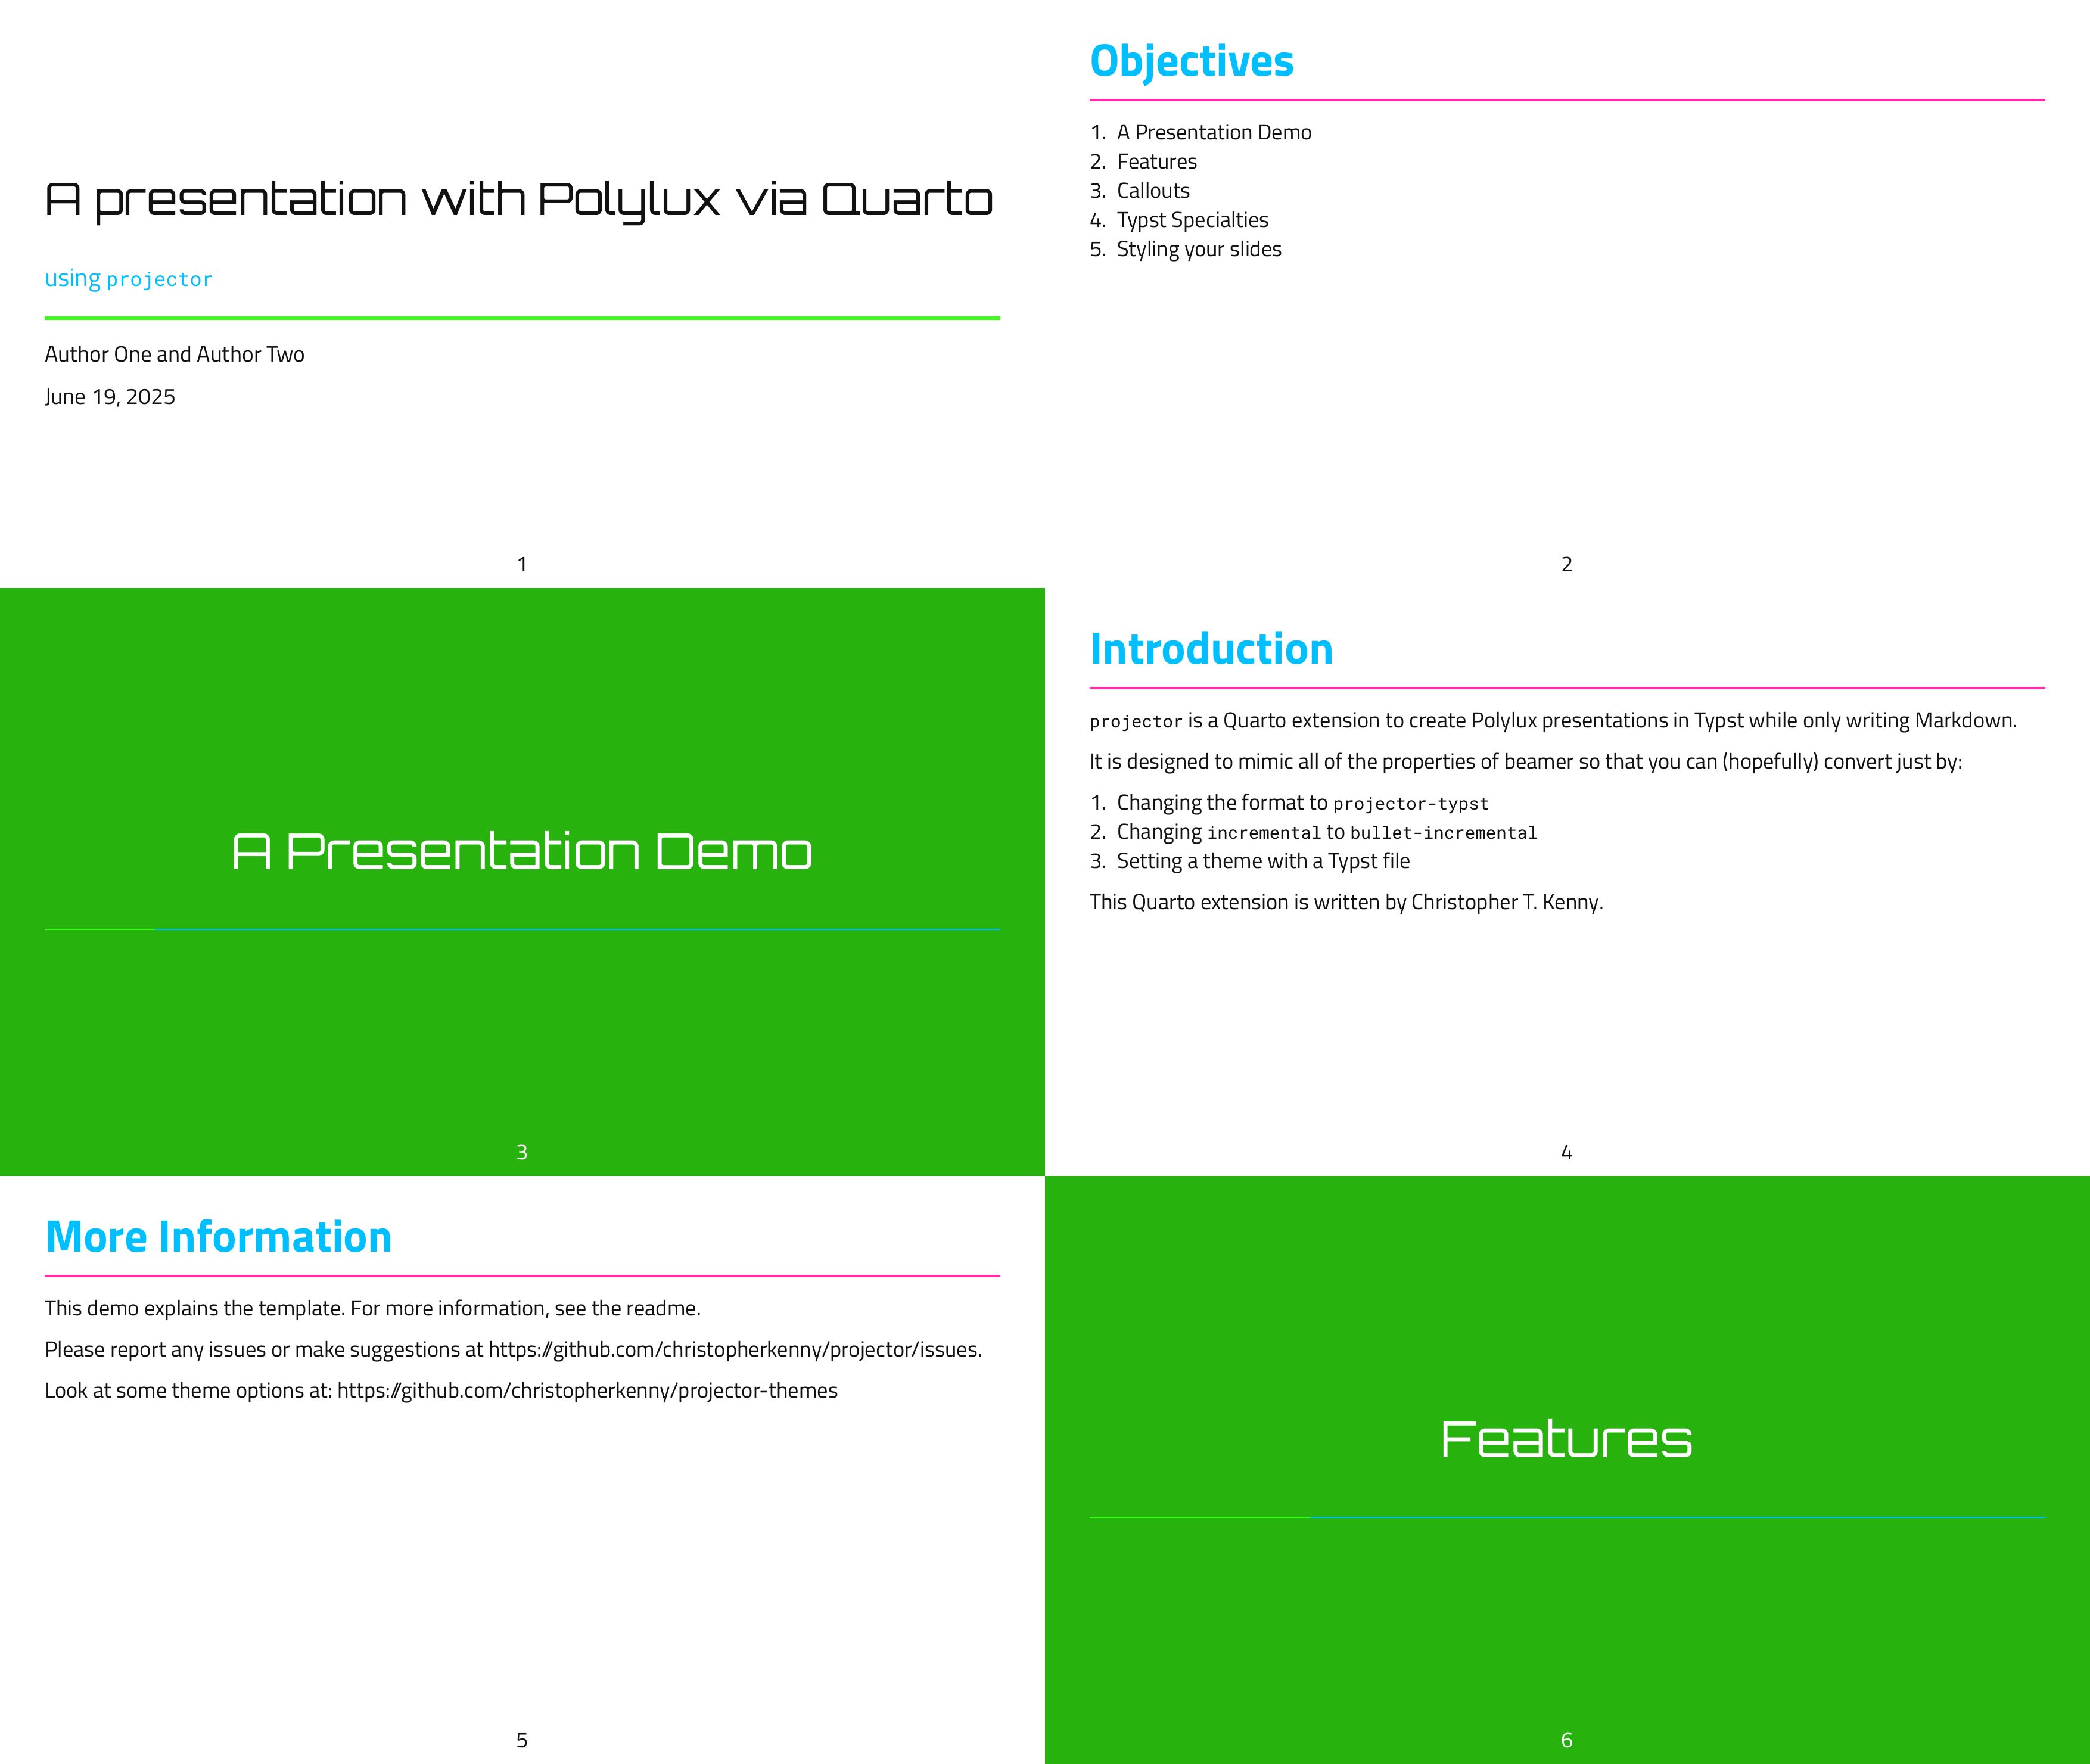 A presentation with Polylux via Quarto
using projector
Author One and Author Two
June 19, 2025
1
Objectives
1. A Presentation Demo
2. Features
3. Callouts
4. Typst Specialties
5. Styling your slides
2
A Presentation Demo
3
Introduction
projector is a Quarto extension to create Polylux presentations in Typst while only writing Markdown.
It is designed to mimic all of the properties of beamer so that you can (hopefully) convert just by:
1. Changing the format to projector-typst
2. Changing incremental to bullet-incremental
3. Setting a theme with a Typst file
This Quarto extension is written by Christopher T. Kenny.
4
More Information
This demo explains the template. For more information, see the readme.
Please report any issues or make suggestions at https://github.com/christopherkenny/projector/issues.
Look at some theme options at: https://github.com/christopherkenny/projector-themes
5
Features
6